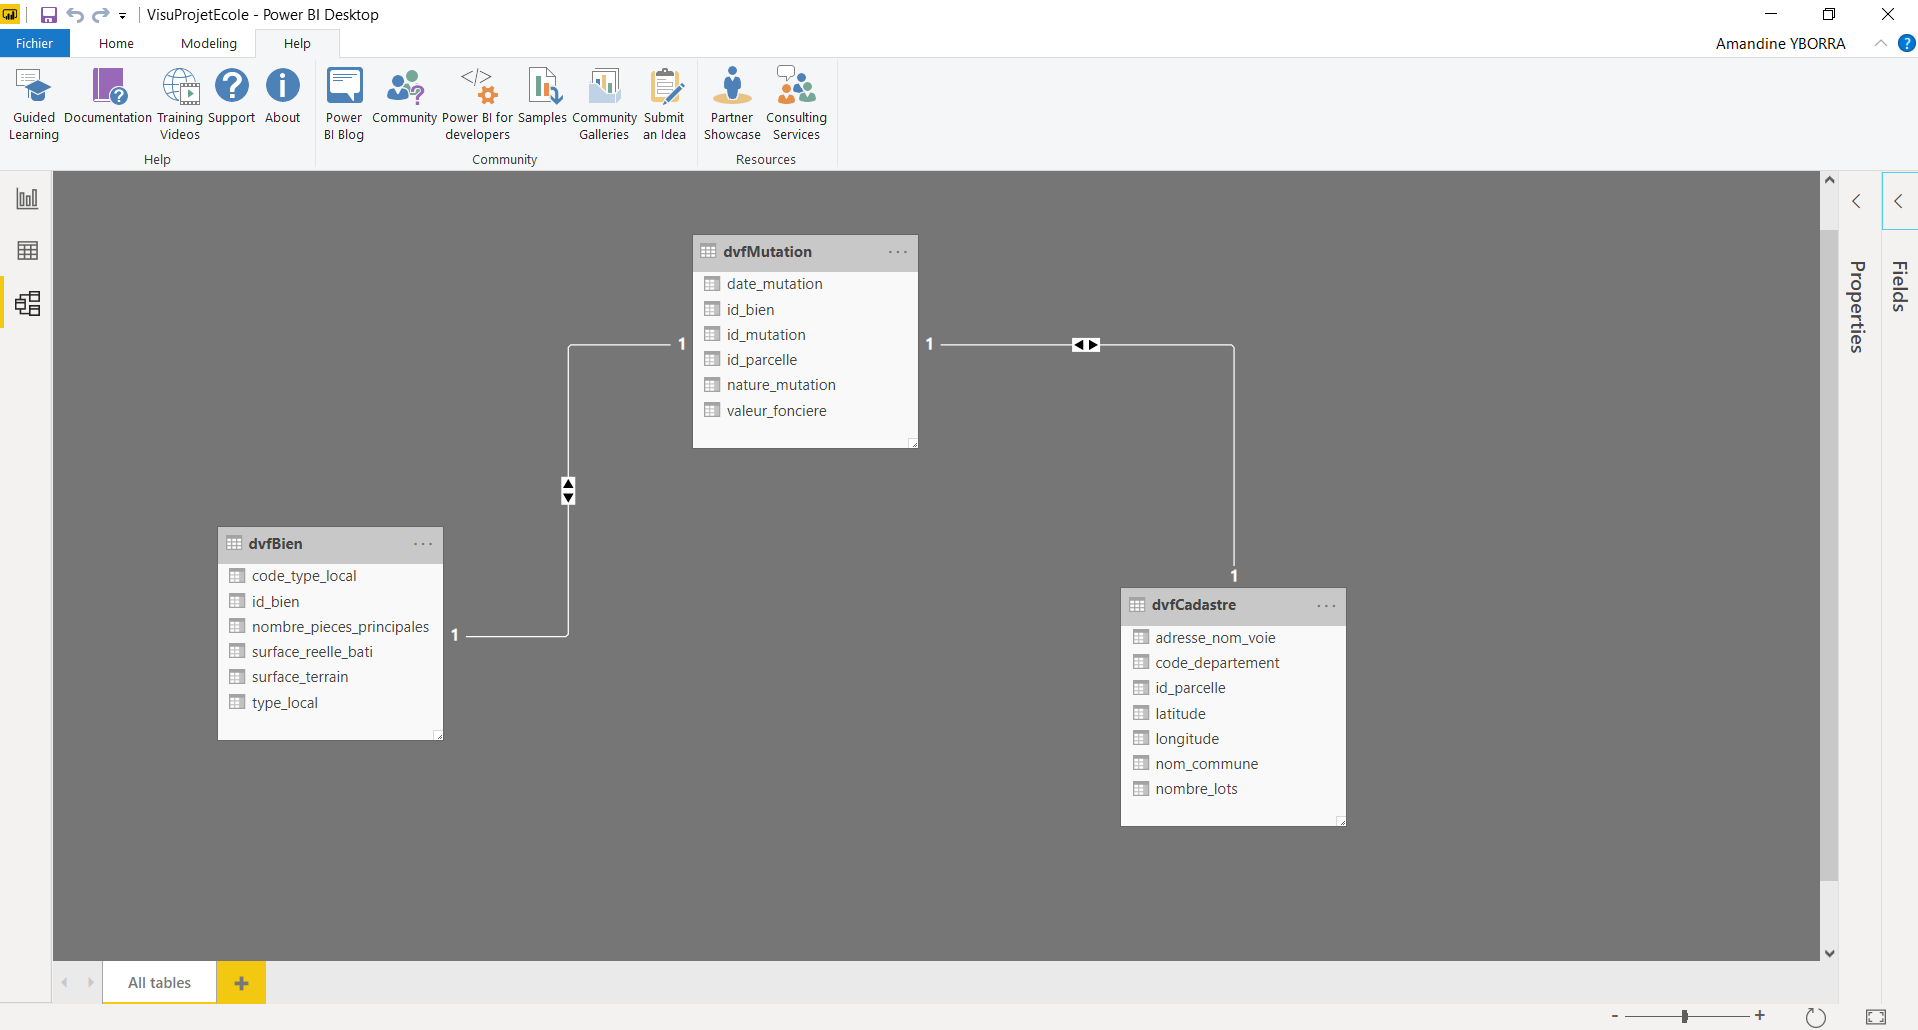 VisuProjetEcole - Power BI Desktop
Fichier Home Modeling Help Amandine YBORRA ?
Guided Learning
Documentation
Training Videos
Support
About
Power BI Blog
Community
Power BI for developers
Samples
Community Galleries
Submit an Idea
Partner Showcase
Consulting Services
Help Community Resources
dvfMutation ...
date_mutation
id_bien
id_mutation
id_parcelle
nature_mutation
valeur_fonciere
1
1
dvfBien ...
code_type_local
id_bien
nombre_pieces_principales
surface_reelle_bati
surface_terrain
type_local
1
1
dvfCadastre ...
adresse_nom_voie
code_departement
id_parcelle
latitude
longitude
nom_commune
nombre_lots
Properties
Fields
All tables +
- +